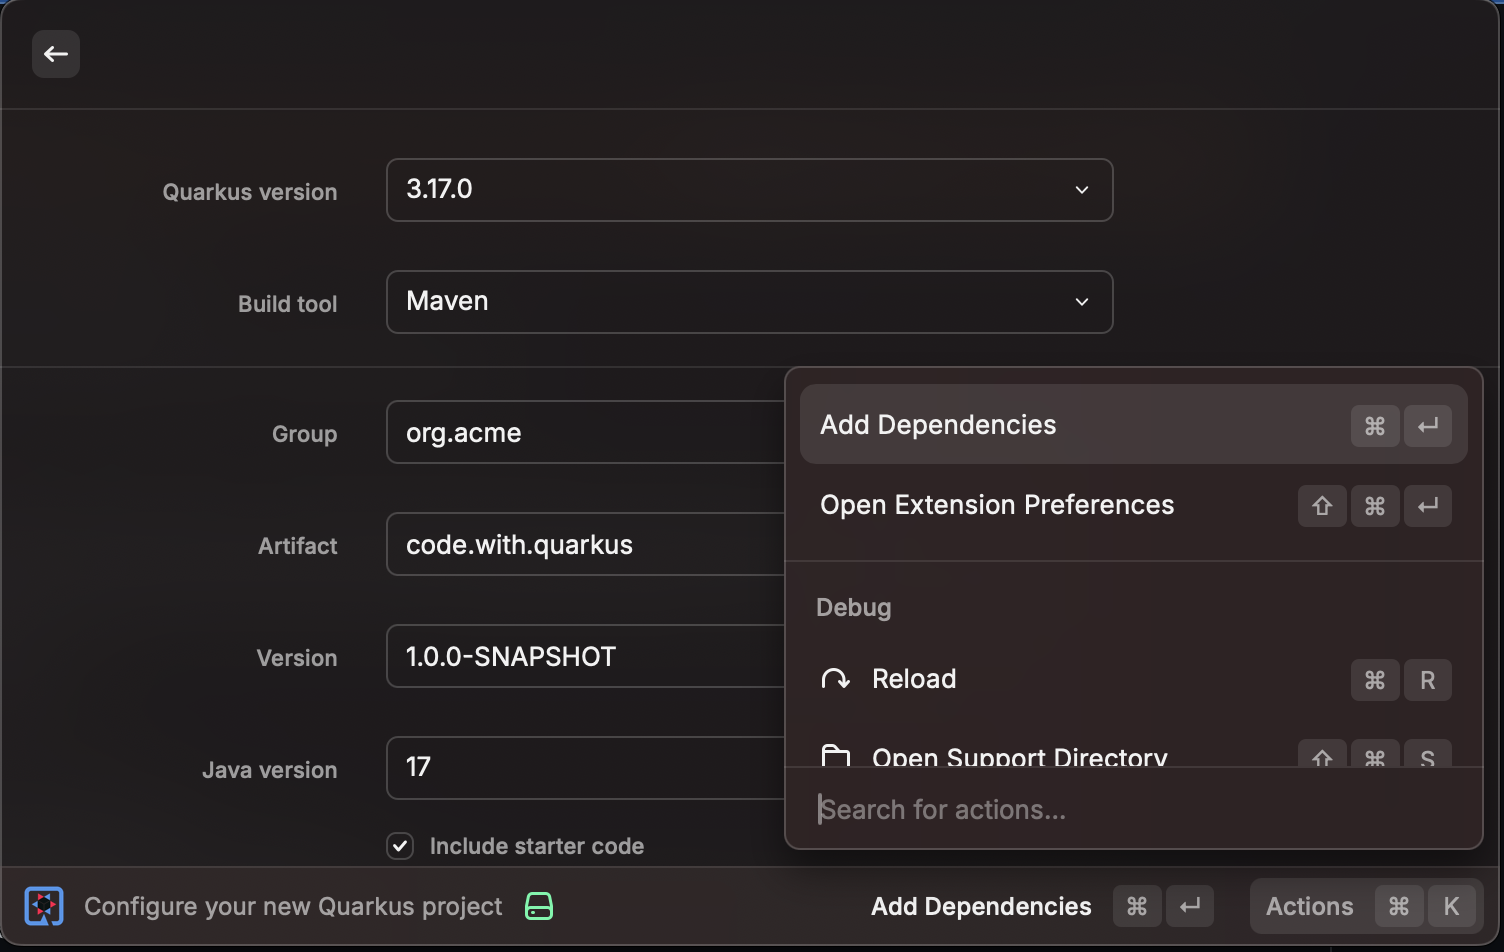 Quarkus version
3.17.0
Build tool
Maven
Group
org.acme
Artifact
code.with.quarkus
Version
1.0.0-SNAPSHOT
Java version
17
Include starter code
Add Dependencies ⌘ ↵
Open Extension Preferences ⇧ ⌘ ↵
Debug
Reload ⌘ R
Open Support Directory ⇧ ⌘ S
Search for actions...
Configure your new Quarkus project
Add Dependencies ⌘ ↵
Actions ⌘ K